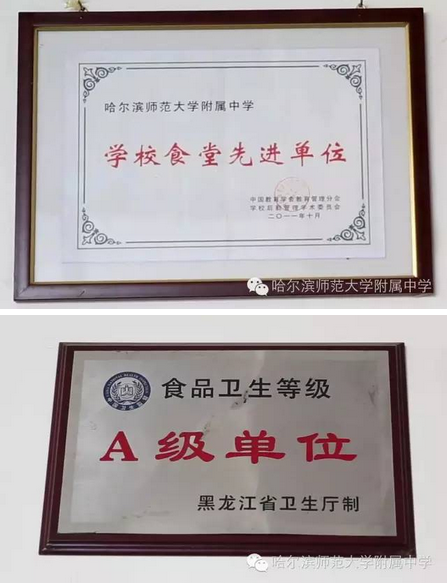 哈尔滨师范大学附属中学
学校食堂先进单位
中国教育学会教育管理分会
学校后勤管理学术委员会
二〇一一年十月
哈尔滨师范大学附属中学
食品卫生等级
A级单位
黑龙江省卫生厅制
哈尔滨师范大学附属中学